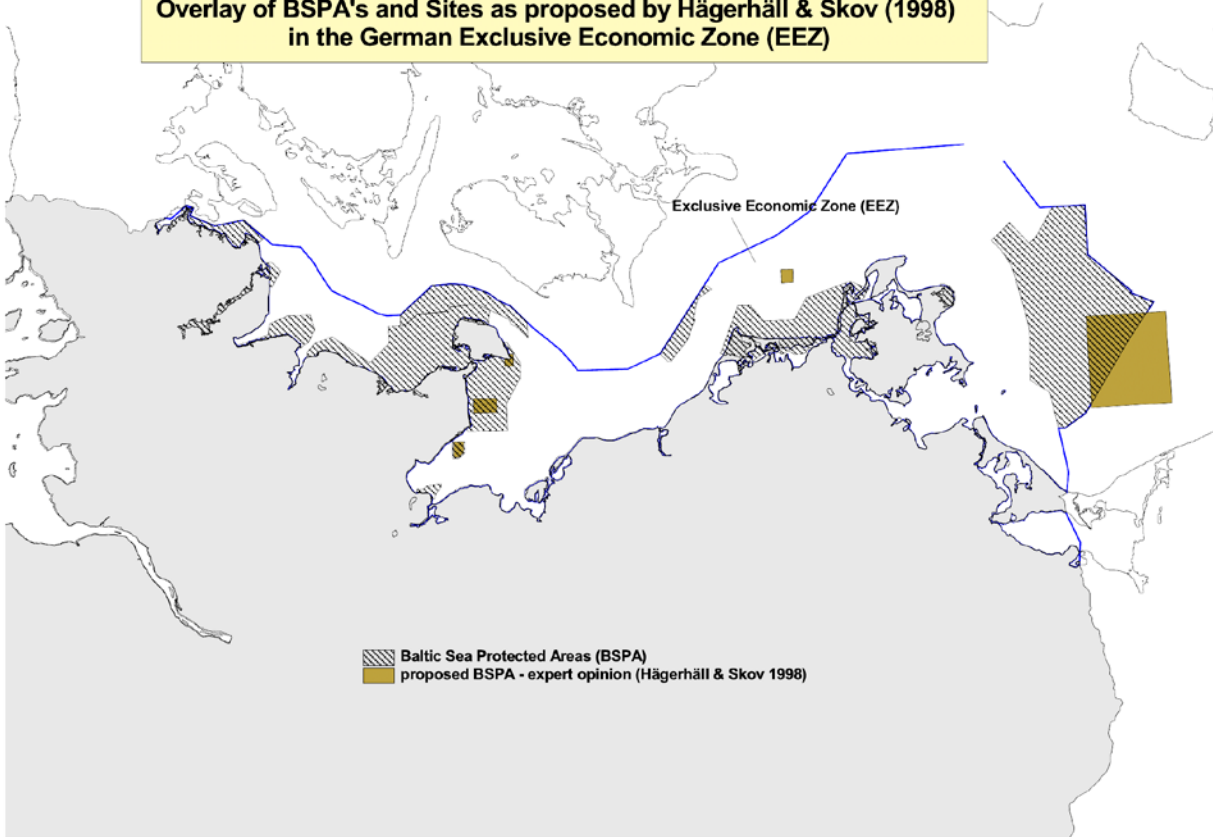 Overlay of BSPA's and Sites as proposed by Hägerhäll & Skov (1998)
in the German Exclusive Economic Zone (EEZ)
Exclusive Economic Zone (EEZ)
Baltic Sea Protected Areas (BSPA)
proposed BSPA - expert opinion (Hägerhäll & Skov 1998)